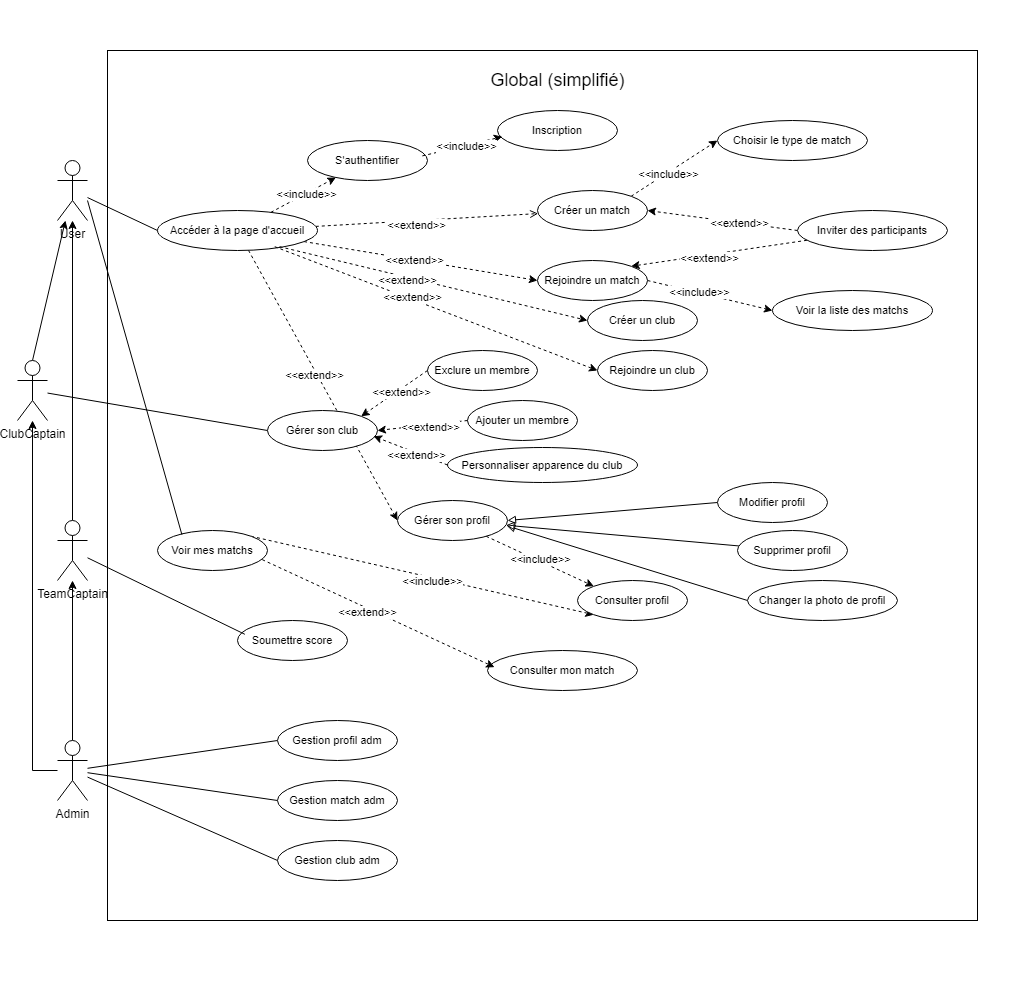 Global (simplifié)
Inscription
<<include>>
Choisir le type de match
S'authentifier
<<include>>
<<include>>
Créer un match
Accéder à la page d'accueil
<<extend>>
<<extend>>
Inviter des participants
User
<<extend>>
<<extend>>
Rejoindre un match
<<extend>>
<<include>>
<<extend>>
Voir la liste des matchs
Créer un club
Exclure un membre
Rejoindre un club
<<extend>>
<<extend>>
Ajouter un membre
ClubCaptain
Gérer son club
<<extend>>
<<extend>>
Personnaliser apparence du club
Modifier profil
Gérer son profil
Voir mes matchs
<<include>>
Supprimer profil
<<include>>
TeamCaptain
Consulter profil
Changer la photo de profil
<<extend>>
Soumettre score
Consulter mon match
Gestion profil adm
Gestion match adm
Admin
Gestion club adm